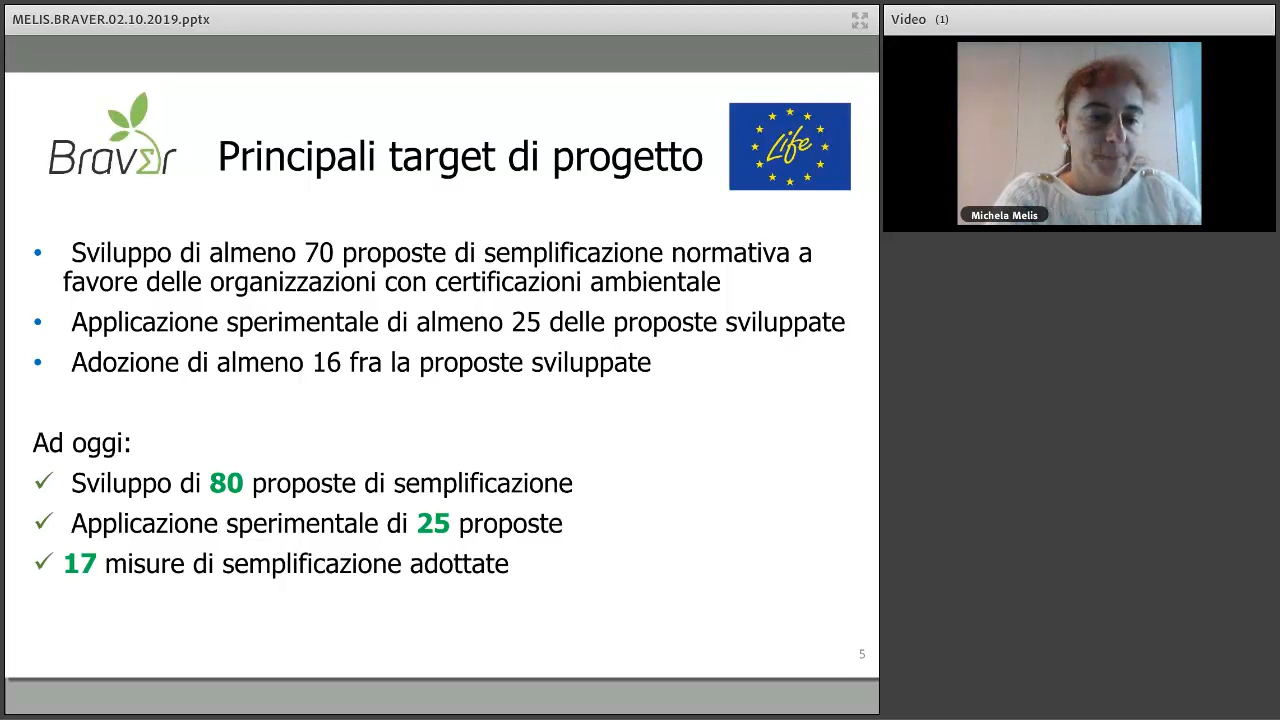 MELIS.BRAVER.02.10.2019.pptx
Video (1)
Braver
Principali target di progetto
Life
Michela Melis
• Sviluppo di almeno 70 proposte di semplificazione normativa a
favore delle organizzazioni con certificazioni ambientale
• Applicazione sperimentale di almeno 25 delle proposte sviluppate
• Adozione di almeno 16 fra la proposte sviluppate
Ad oggi:
✓ Sviluppo di 80 proposte di semplificazione
✓ Applicazione sperimentale di 25 proposte
✓ 17 misure di semplificazione adottate
5